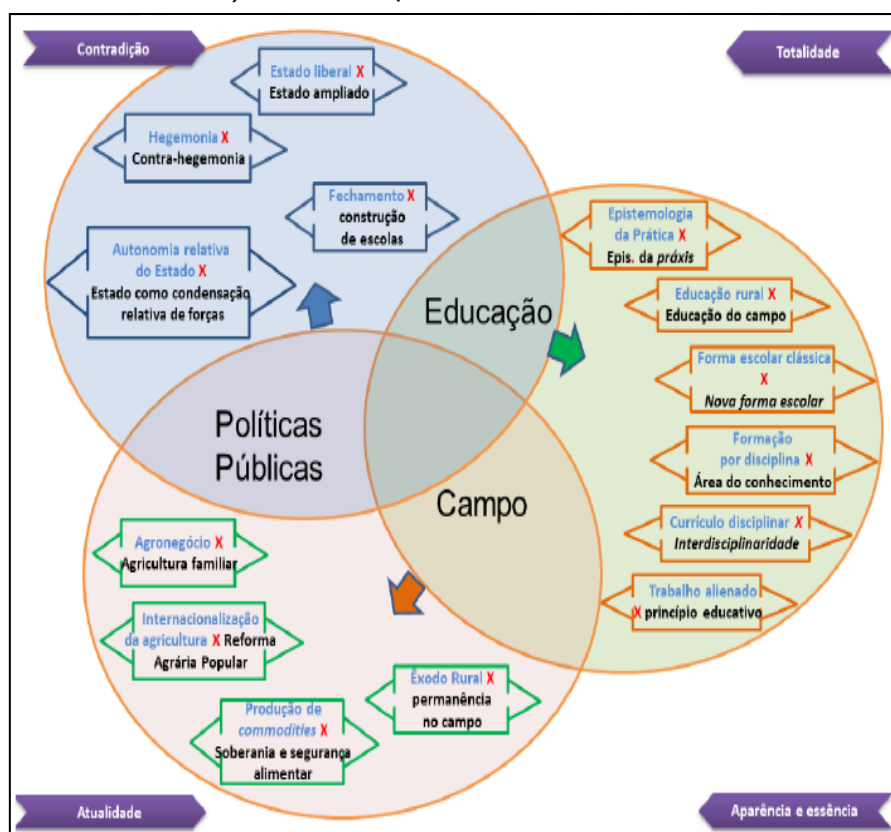 Contradição
Totalidade
Estado liberal X
Estado ampliado
Hegemonia X
Contra-hegemonia
Fechamento X
construção
de escolas
Autonomia relativa
do Estado X
Estado como condensação
relativa de forças
Educação
Políticas
Públicas
Campo
Epistemologia
da Prática X
Epis. da práxis
Educação rural X
Educação do campo
Forma escolar clássica
X
Nova forma escolar
Formação
por disciplina X
Área do conhecimento
Currículo disciplinar X
Interdisciplinaridade
Trabalho alienado
X princípio educativo
Agronegócio X
Agricultura familiar
Internacionalização
da agricultura X Reforma
Agrária Popular
Êxodo Rural X
permanência
no campo
Produção de
commodities X
Soberania e segurança
alimentar
Atualidade
Aparência e essência